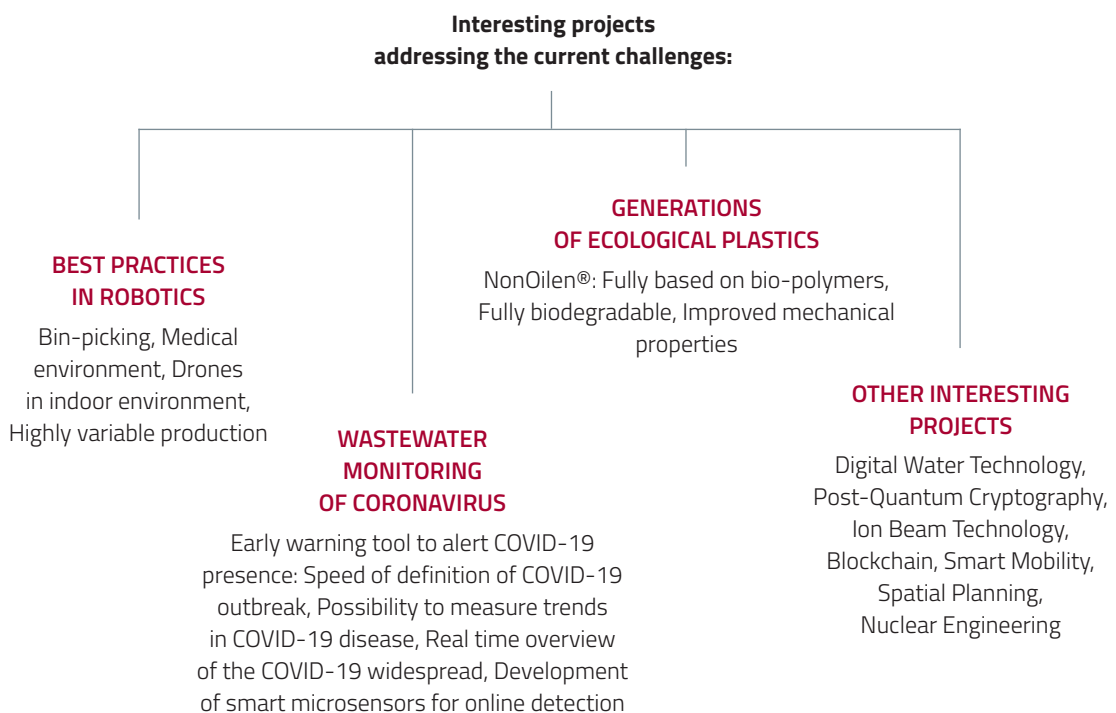 Interesting projects
addressing the current challenges:
BEST PRACTICES
IN ROBOTICS
Bin-picking, Medical
environment, Drones
in indoor environment,
Highly variable production
WASTEWATER
MONITORING
OF CORONAVIRUS
Early warning tool to alert COVID-19
presence: Speed of definition of COVID-19
outbreak, Possibility to measure trends
in COVID-19 disease, Real time overview
of the COVID-19 widespread, Development
of smart microsensors for online detection
GENERATIONS
OF ECOLOGICAL PLASTICS
NonOilen®: Fully based on bio-polymers,
Fully biodegradable, Improved mechanical
properties
OTHER INTERESTING
PROJECTS
Digital Water Technology,
Post-Quantum Cryptography,
Ion Beam Technology,
Blockchain, Smart Mobility,
Spatial Planning,
Nuclear Engineering